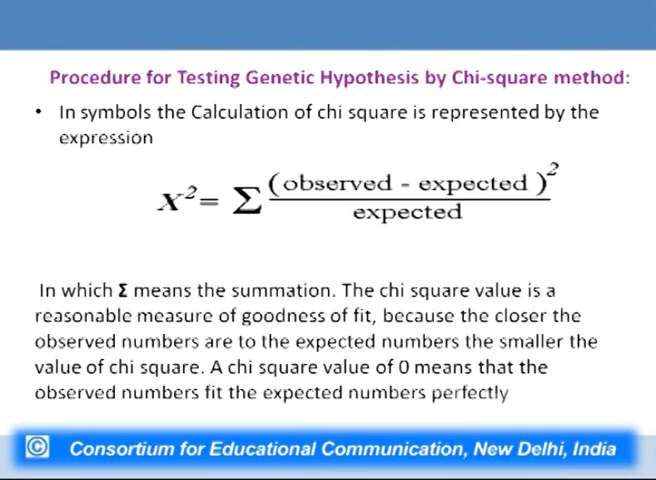 Procedure for Testing Genetic Hypothesis by Chi-square method:
• In symbols the Calculation of chi square is represented by the
expression
X² = Σ (observed - expected)² / expected
In which Σ means the summation. The chi square value is a
reasonable measure of goodness of fit, because the closer the
observed numbers are to the expected numbers the smaller the
value of chi square. A chi square value of 0 means that the
observed numbers fit the expected numbers perfectly
© Consortium for Educational Communication, New Delhi, India